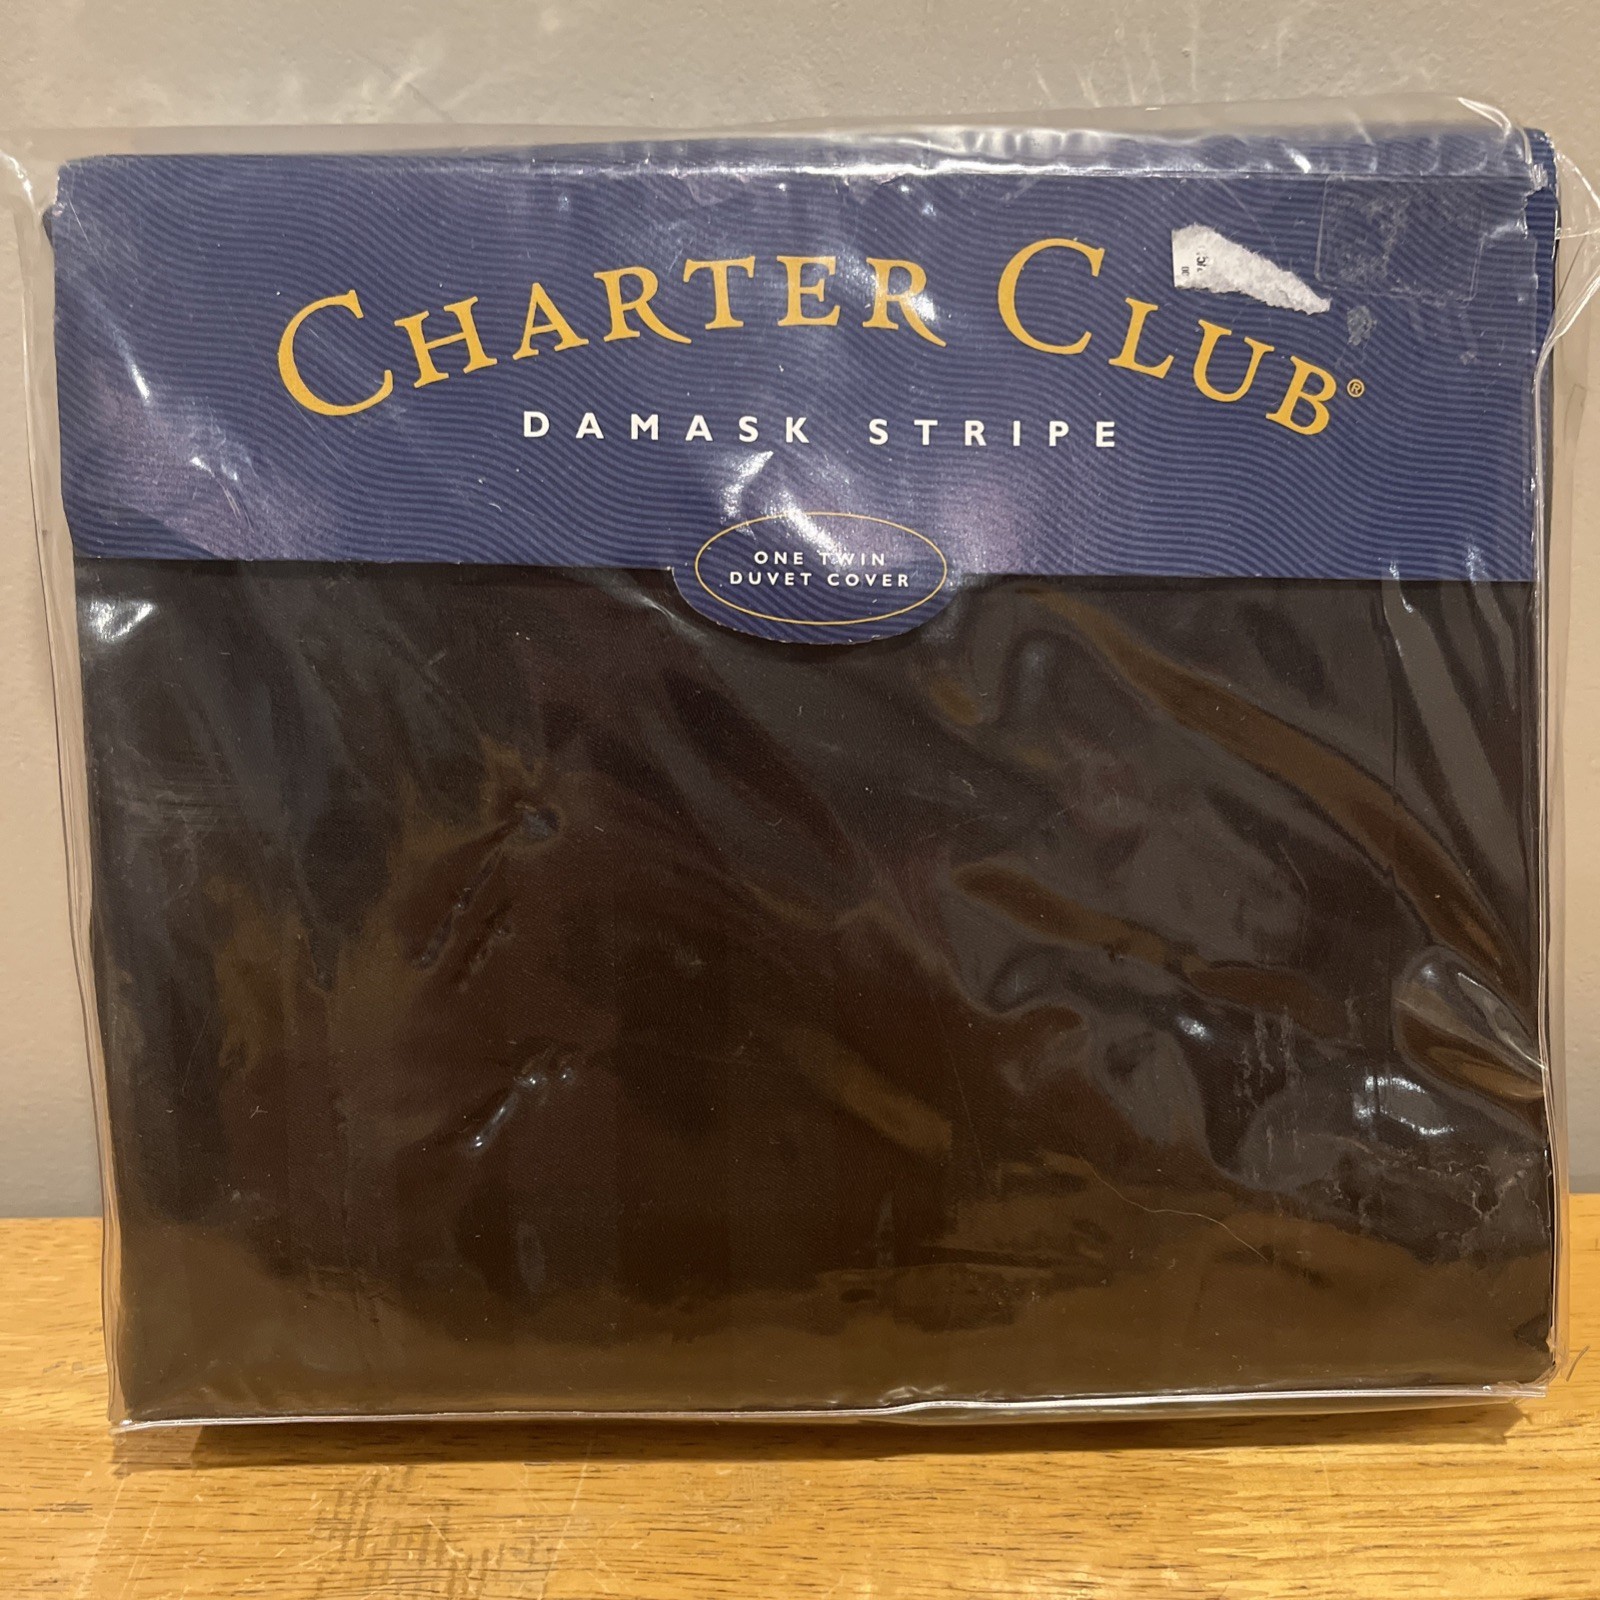 CHARTER CLUB®
DAMASK STRIPE
ONE TWIN
DUVET COVER